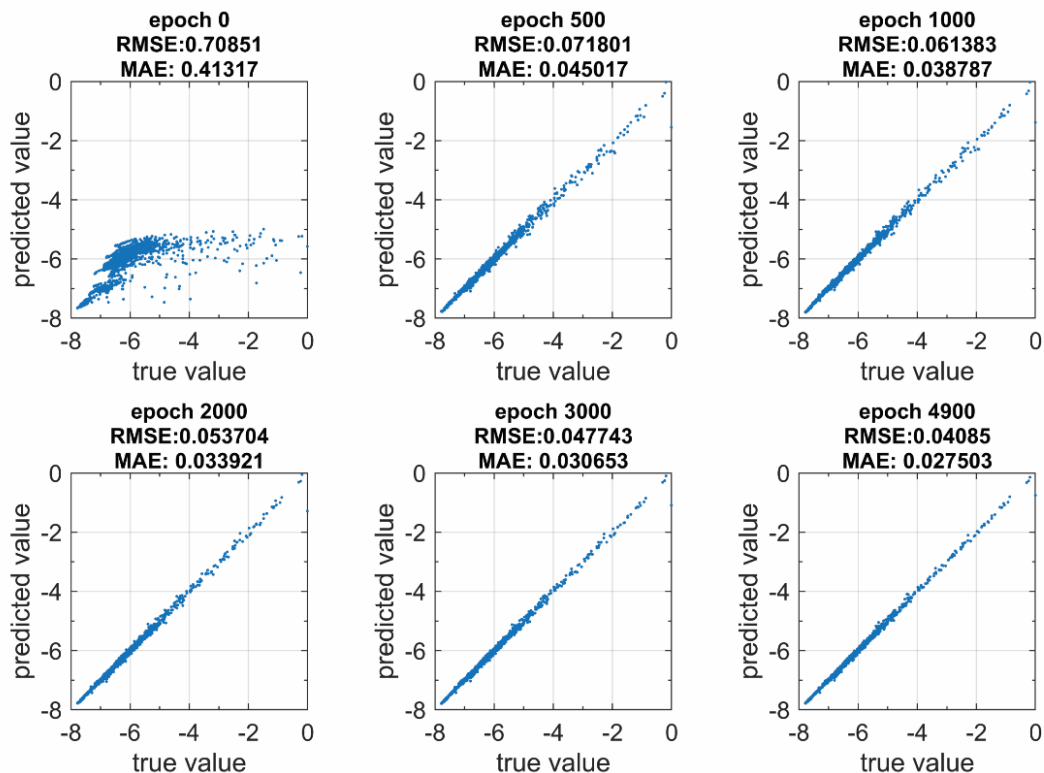 epoch 0
RMSE:0.70851
MAE: 0.41317
0
-2
-4
-6
-8
predicted value
-8 -6 -4 -2 0
true value
epoch 500
RMSE:0.071801
MAE: 0.045017
0
-2
-4
-6
-8
predicted value
-8 -6 -4 -2 0
true value
epoch 1000
RMSE:0.061383
MAE: 0.038787
0
-2
-4
-6
-8
predicted value
-8 -6 -4 -2 0
true value
epoch 2000
RMSE:0.053704
MAE: 0.033921
0
-2
-4
-6
-8
predicted value
-8 -6 -4 -2 0
true value
epoch 3000
RMSE:0.047743
MAE: 0.030653
0
-2
-4
-6
-8
predicted value
-8 -6 -4 -2 0
true value
epoch 4900
RMSE:0.04085
MAE: 0.027503
0
-2
-4
-6
-8
predicted value
-8 -6 -4 -2 0
true value